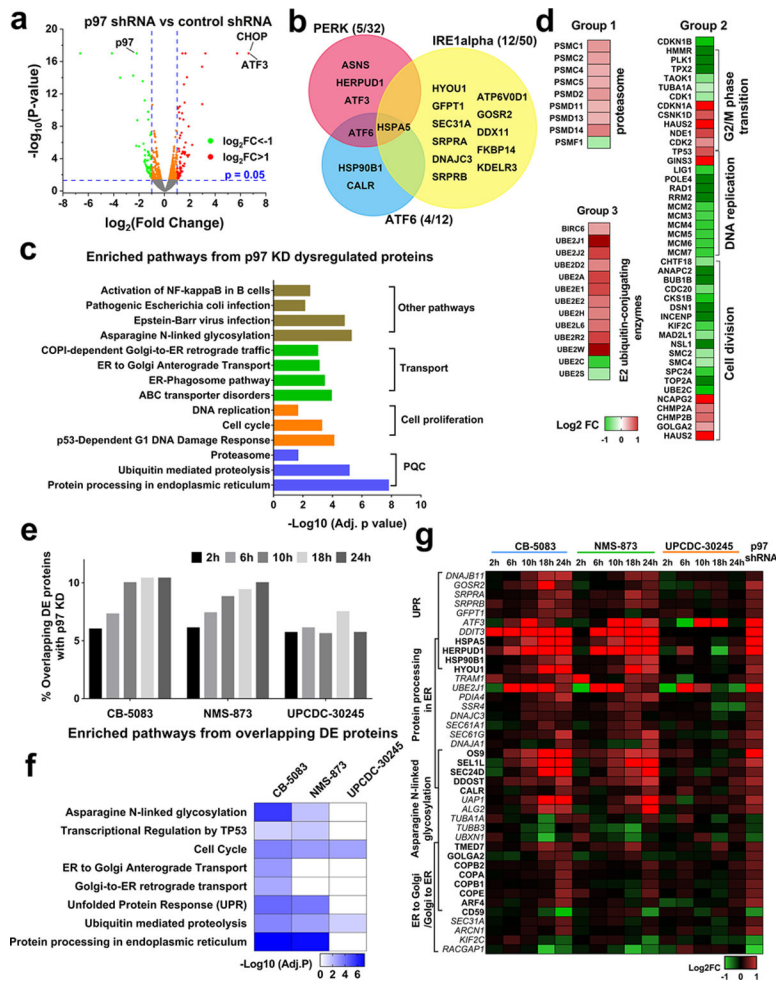 a
p97 shRNA vs control shRNA
p97
CHOP
ATF3
log2FC<-1
log2FC>1
p = 0.05
20
15
10
5
0
-8 -4 0 4 8
-log10(P-value)
log2(Fold Change)
b
PERK (5/32)
IRE1alpha (12/50)
ASNS
HERPUD1
ATF3
ATF6
HSPA5
HSP90B1
CALR
HYOU1
GFPT1
SEC31A
SRPRA
DNAJC3
SRPRB
ATP6V0D1
GOSR2
DDX11
FKBP14
KDELR3
ATF6 (4/12)
c
Enriched pathways from p97 KD dysregulated proteins
Activation of NF-kappaB in B cells
Pathogenic Escherichia coli infection
Epstein-Barr virus infection
Asparagine N-linked glycosylation
Other pathways
COPI-dependent Golgi-to-ER retrograde traffic
ER to Golgi Anterograde Transport
ER-Phagosome pathway
ABC transporter disorders
Transport
DNA replication
Cell cycle
p53-Dependent G1 DNA Damage Response
Cell proliferation
Proteasome
Ubiquitin mediated proteolysis
Protein processing in endoplasmic reticulum
PQC
0 2 4 6 8 10
-Log10 (Adj. p value)
d
Group 1
PSMC1
PSMC2
PSMC4
PSMC5
PSMD2
PSMD11
PSMD13
PSMD14
PSMF1
proteasome
Group 3
BIRC6
UBE2J1
UBE2J2
UBE2D2
UBE2A
UBE2E1
UBE2E2
UBE2H
UBE2L6
UBE2R2
UBE2W
UBE2C
UBE2S
E2 ubiquitin-conjugating
enzymes
Log2 FC
-1 0 1
Group 2
CDKN1B
HMMR
PLK1
TPX2
TAOK1
TUBA1A
CDK1
CDKN1A
CSNK1D
HAUS2
NDE1
CDK2
TP53
GINS3
LIG1
POLE4
RAD1
RRM2
MCM2
MCM3
MCM4
MCM5
MCM6
MCM7
CHTF18
ANAPC2
BUB1B
CDC20
CKS1B
DSN1
INCENP
KIF2C
MAD2L1
NSL1
SMC2
SMC4
SPC24
TOP2A
UBE2C
NCAPG2
CHMP2A
CHMP2B
GOLGA2
HAUS2
G2/M phase
transition
DNA replication
Cell division
e
2h 6h 10h 18h 24h
% Overlapping DE proteins
with p97 KD
10
5
0
CB-5083 NMS-873 UPCDC-30245
Enriched pathways from overlapping DE proteins
f
CB-5083
NMS-873
UPCDC-30245
Asparagine N-linked glycosylation
Transcriptional Regulation by TP53
Cell Cycle
ER to Golgi Anterograde Transport
Golgi-to-ER retrograde transport
Unfolded Protein Response (UPR)
Ubiquitin mediated proteolysis
Protein processing in endoplasmic reticulum
-Log10 (Adj.P)
0 2 4 6
g
CB-5083 NMS-873 UPCDC-30245 p97
shRNA
2h 6h 10h 18h 24h 2h 6h 10h 18h 24h 2h 6h 10h 18h 24h
UPR
Protein processing
in ER
Asparagine N-linked
glycosylation
ER to Golgi
/Golgi to ER
DNAJB11
GOSR2
SRPRA
SRPRB
GFPT1
ATF3
DDIT3
HSPA5
HERPUD1
HSP90B1
HYOU1
TRAM1
UBE2J1
PDIA4
SSR4
DNAJC3
SEC61A1
SEC61G
DNAJA1
OS9
SEL1L
SEC24D
DDOST
CALR
UAP1
ALG2
TUBA1A
TUBB3
UBXN1
TMED7
GOLGA2
COPB2
COPA
COPB1
COPE
ARF4
CD59
SEC31A
ARCN1
KIF2C
RACGAP1
Log2FC
-1 0 1